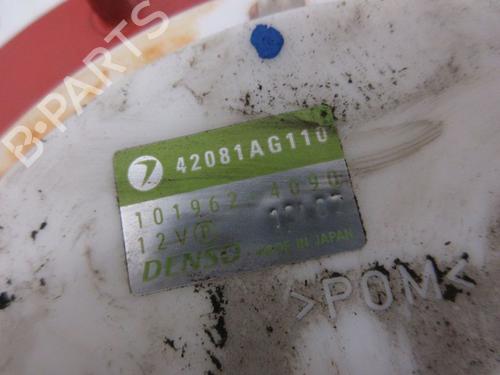 B-PARTS
42081AG110
101962-4090
12V P
DENSO MADE IN JAPAN
>POM<